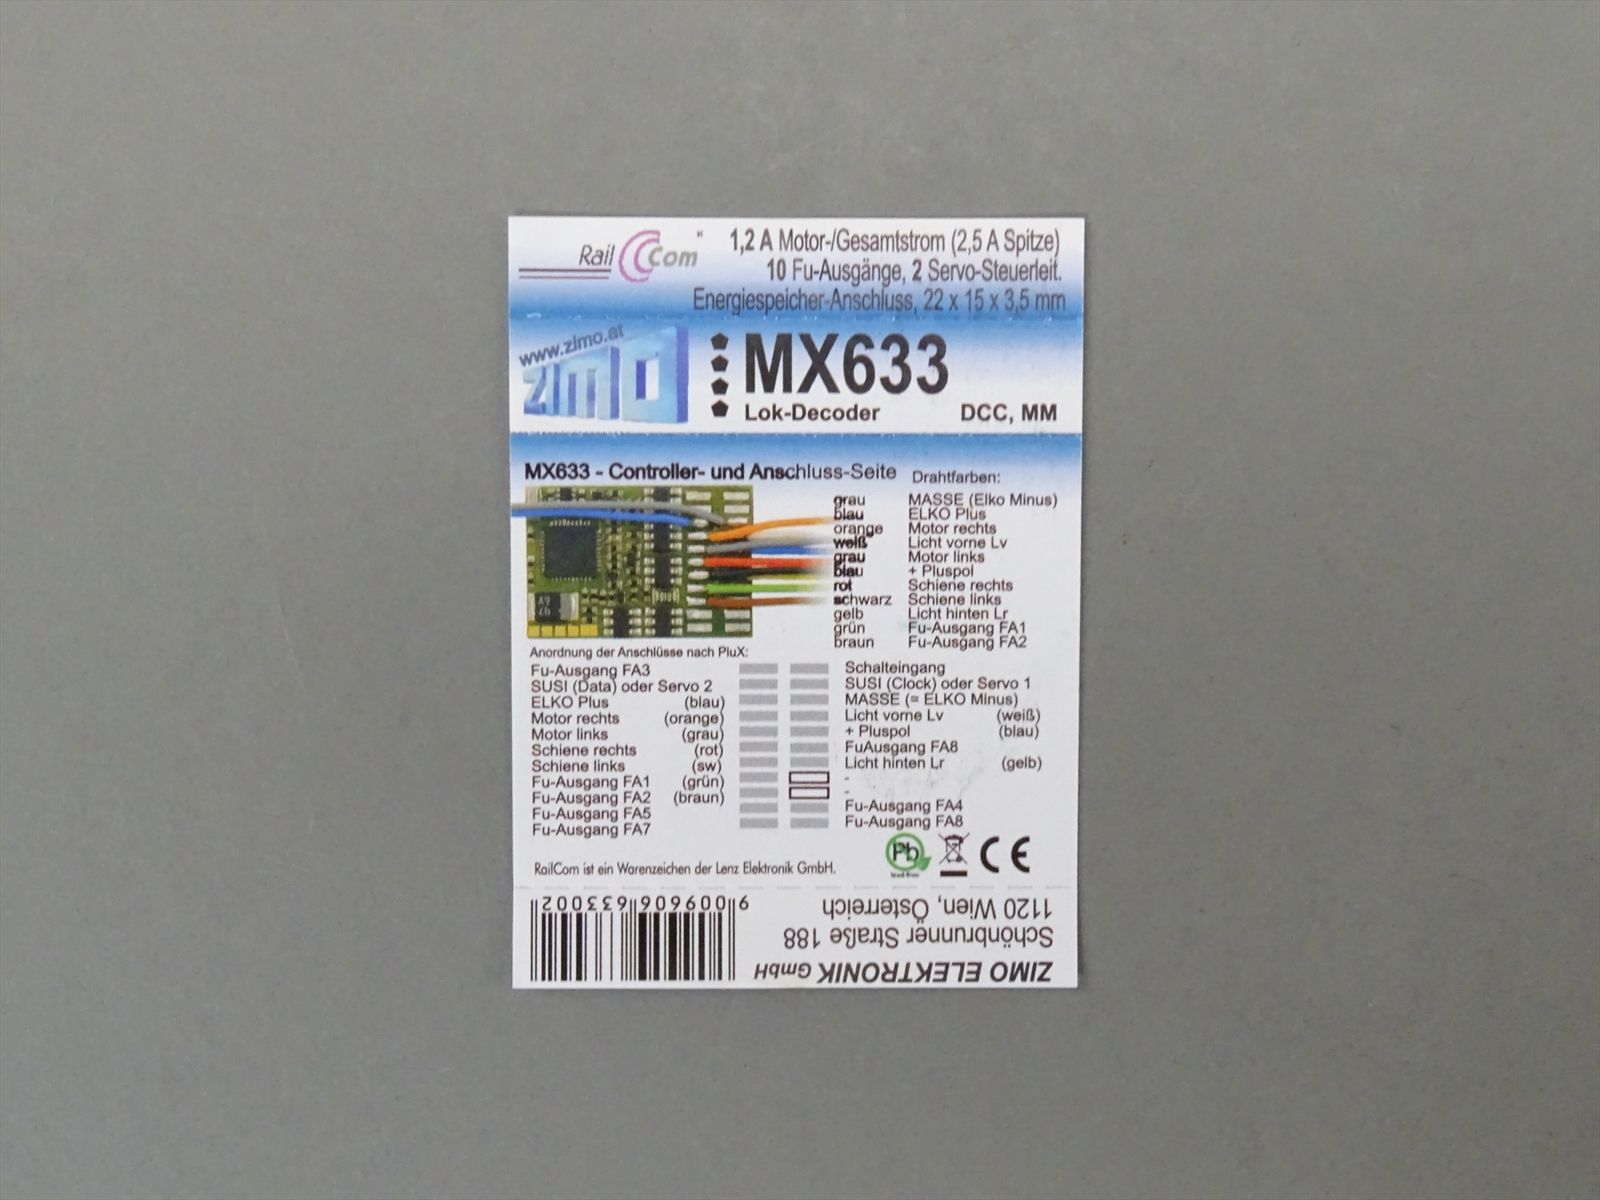 RailCom
1,2 A Motor-/Gesamtstrom (2,5 A Spitze)
10 Fu-Ausgänge, 2 Servo-Steuerleit.
Energiespeicher-Anschluss, 22 x 15 x 3,5 mm
www.zimo.at
ZIMO
MX633
Lok-Decoder DCC, MM
MX633 - Controller- und Anschluss-Seite
Drahtfarben:
grau MASSE (Elko Minus)
blau ELKO Plus
orange Motor rechts
weiß Licht vorne Lv
grau Motor links
blau + Pluspol
rot Schiene rechts
schwarz Schiene links
gelb Licht hinten Lr
grün Fu-Ausgang FA1
braun Fu-Ausgang FA2
Anordnung der Anschlüsse nach PluX:
Fu-Ausgang FA3 Schalteingang
SUSI (Data) oder Servo 2 SUSI (Clock) oder Servo 1
ELKO Plus (blau) MASSE (= ELKO Minus)
Motor rechts (orange) Licht vorne Lv (weiß)
Motor links (grau) + Pluspol (blau)
Schiene rechts (rot) FuAusgang FA8
Schiene links (sw) Licht hinten Lr (gelb)
Fu-Ausgang FA1 (grün) -
Fu-Ausgang FA2 (braun) -
Fu-Ausgang FA5 Fu-Ausgang FA4
Fu-Ausgang FA7 Fu-Ausgang FA8
Pb
CE
RailCom ist ein Warenzeichen der Lenz Elektronik GmbH.
ZIMO ELEKTRONIK GmbH
Schönbrunner Straße 188
1120 Wien, Österreich
9 009606 633002